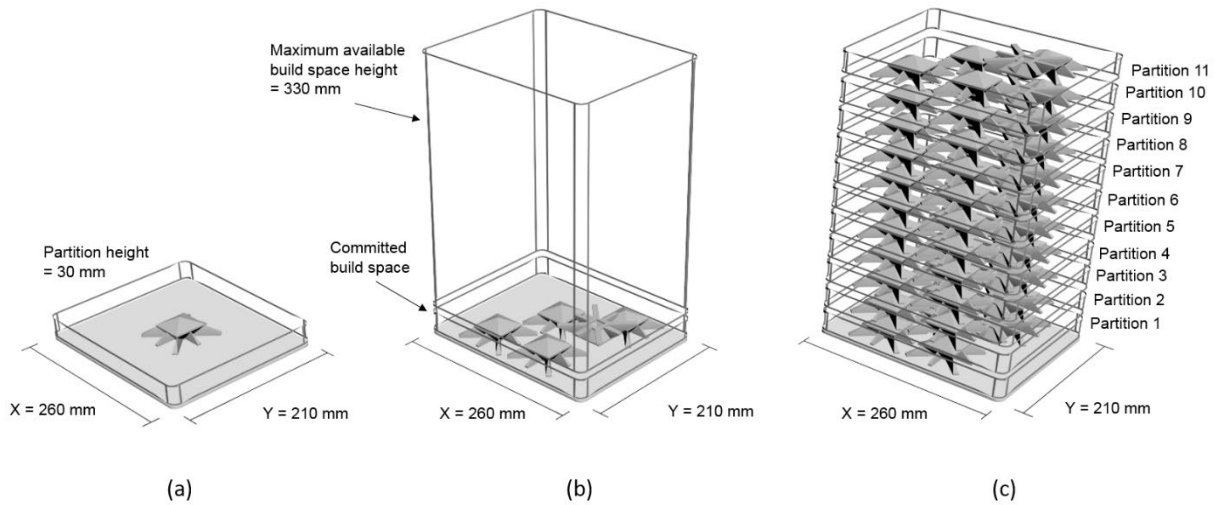 Partition height
= 30 mm
X = 260 mm
Y = 210 mm
(a)
Maximum available
build space height
= 330 mm
Committed
build space
X = 260 mm
Y = 210 mm
(b)
Partition 11
Partition 10
Partition 9
Partition 8
Partition 7
Partition 6
Partition 5
Partition 4
Partition 3
Partition 2
Partition 1
X = 260 mm
Y = 210 mm
(c)